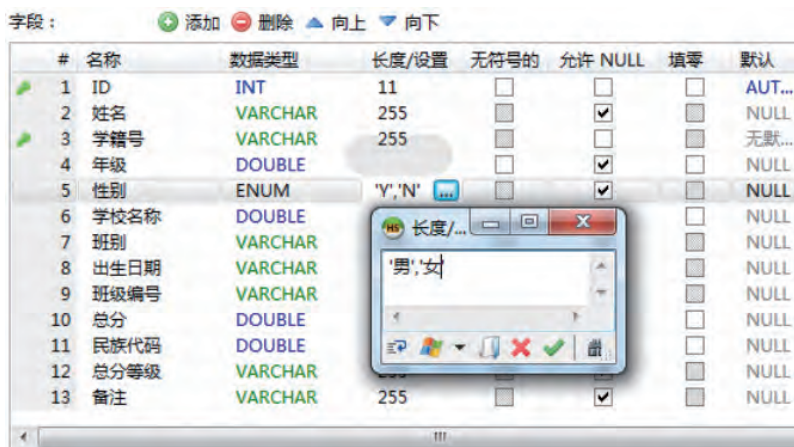 字段： 添加 删除 向上 向下
# 名称 数据类型 长度/设置 无符号的 允许 NULL 填零 默认
1 ID INT 11 AUT...
2 姓名 VARCHAR 255 NULL
3 学籍号 VARCHAR 255 无默...
4 年级 DOUBLE NULL
5 性别 ENUM 'Y','N' ... NULL
6 学校名称 DOUBLE NULL
7 班别 VARCHAR NULL
8 出生日期 VARCHAR NULL
9 班级编号 VARCHAR NULL
10 总分 DOUBLE NULL
11 民族代码 DOUBLE NULL
12 总分等级 VARCHAR 255 NULL
13 备注 VARCHAR 255 NULL
HS 长度/...
'男','女'